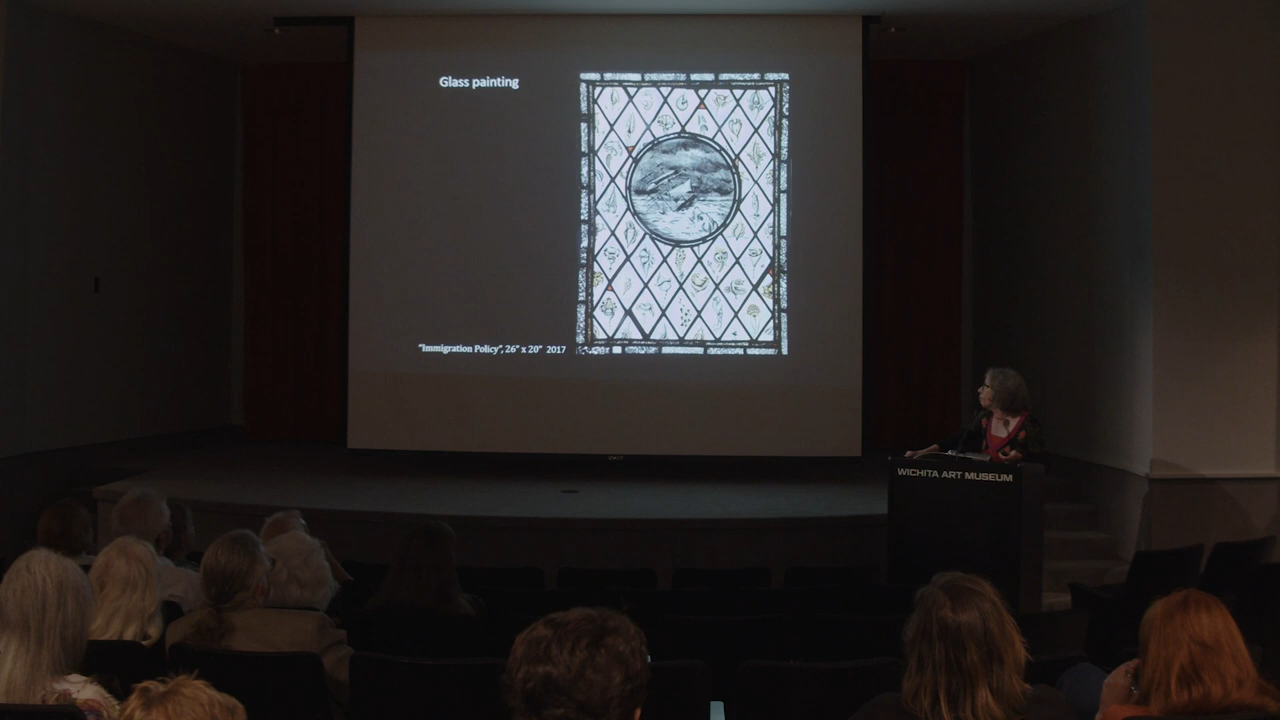 Glass painting
“Immigration Policy”, 26” x 20”  2017
WICHITA ART MUSEUM